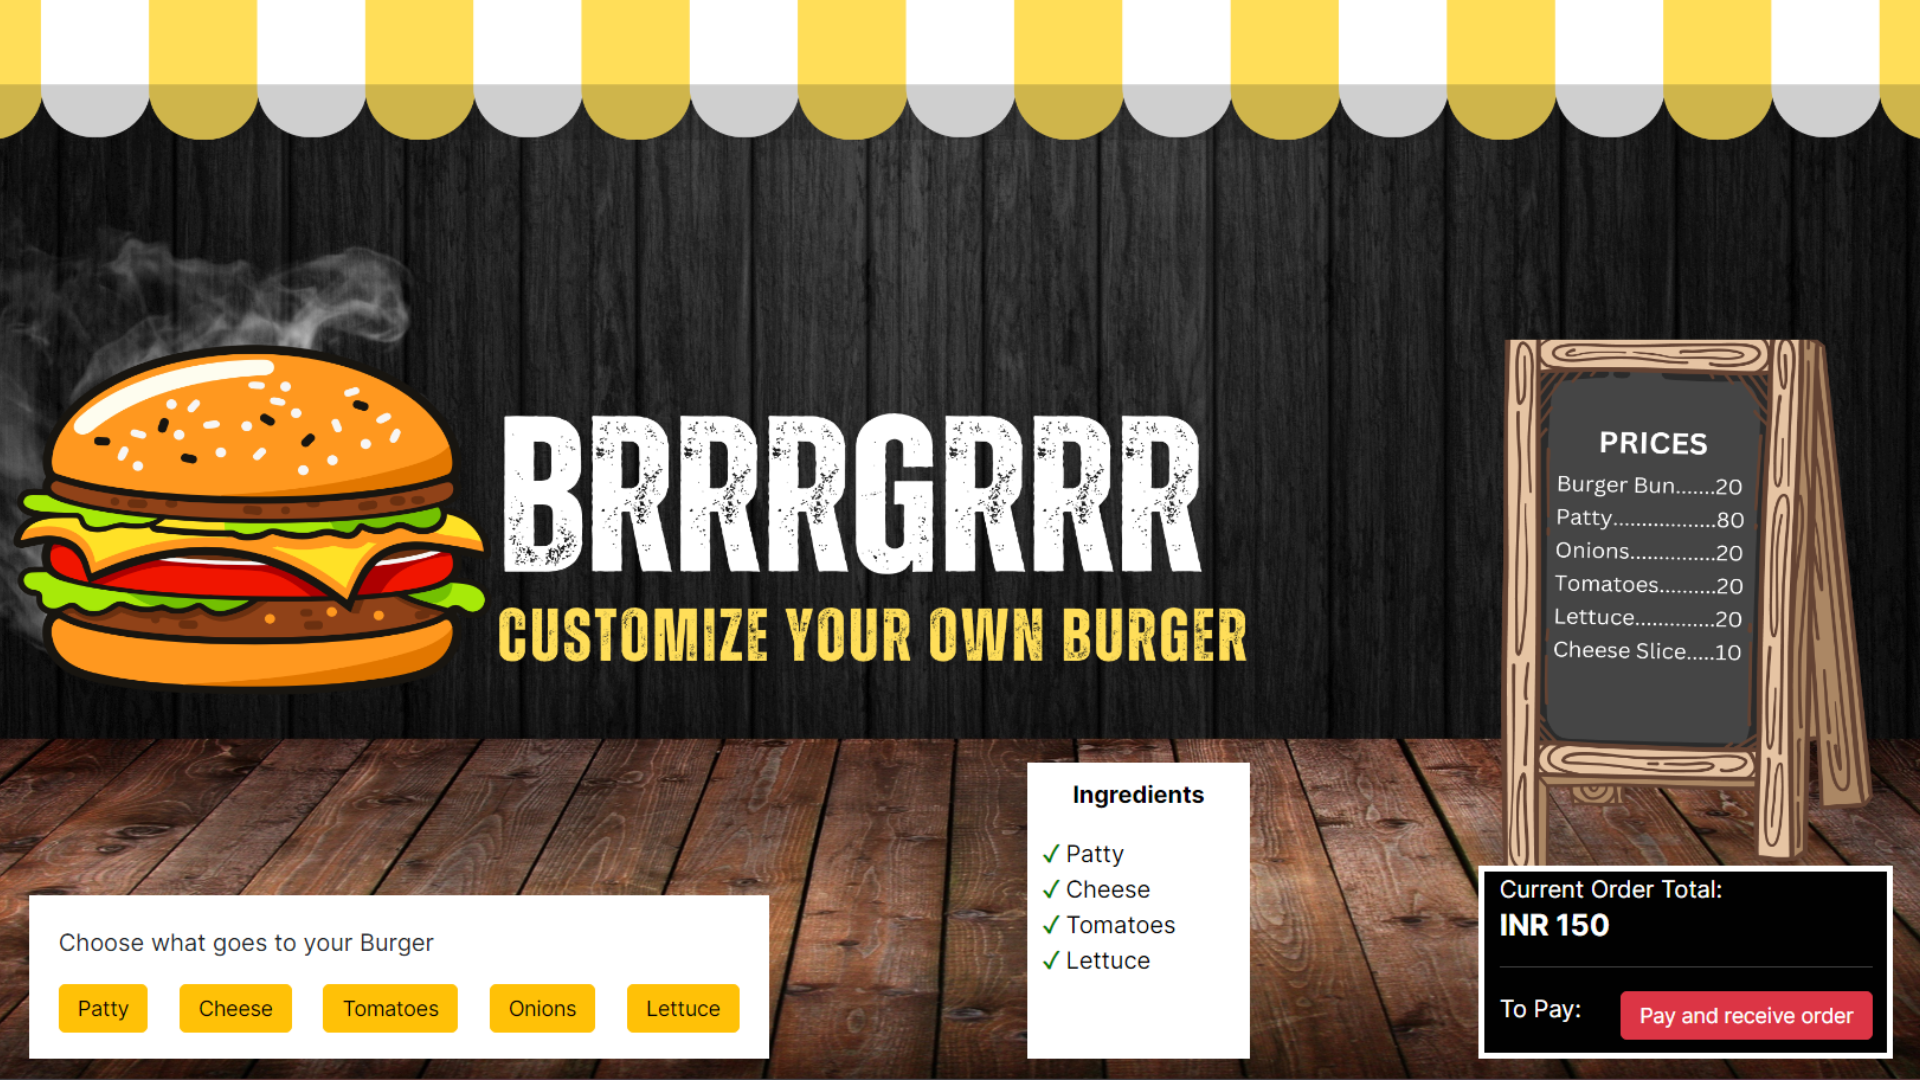 BRRRGRRR
CUSTOMIZE YOUR OWN BURGER
PRICES
Burger Bun.......20
Patty..................80
Onions...............20
Tomatoes..........20
Lettuce..............20
Cheese Slice.....10
Ingredients
✓ Patty
✓ Cheese
✓ Tomatoes
✓ Lettuce
Choose what goes to your Burger
Patty Cheese Tomatoes Onions Lettuce
Current Order Total:
INR 150
To Pay: Pay and receive order